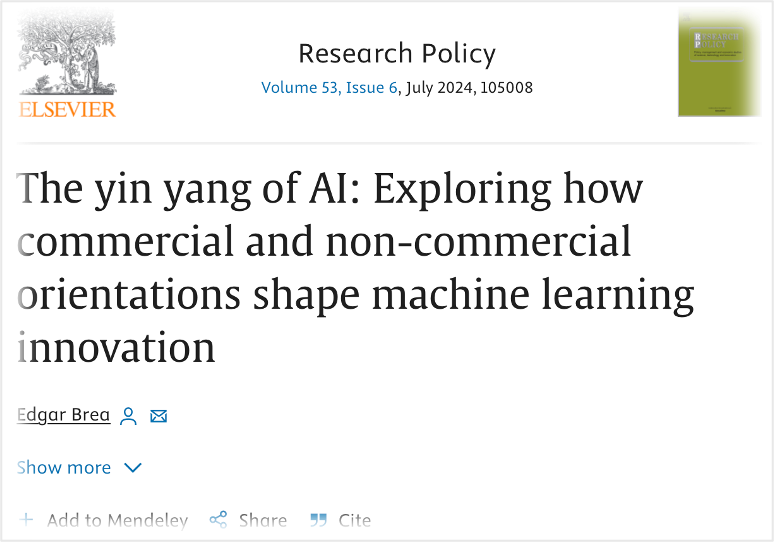 ELSEVIER
Research Policy
Volume 53, Issue 6, July 2024, 105008
RESEARCH
POLICY
The yin yang of AI: Exploring how
commercial and non-commercial
orientations shape machine learning
innovation
Edgar Brea
Show more
Add to Mendeley
Share
Cite